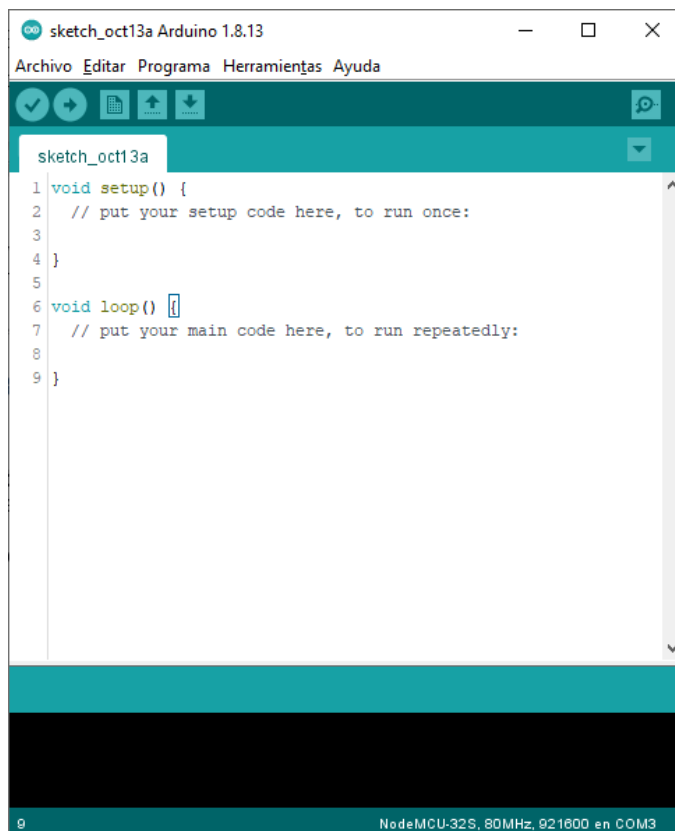 sketch_oct13a Arduino 1.8.13
Archivo Editar Programa Herramientas Ayuda
sketch_oct13a
1 void setup() {
2   // put your setup code here, to run once:
3
4 }
5
6 void loop() {
7   // put your main code here, to run repeatedly:
8
9 }
9 NodeMCU-32S, 80MHz, 921600 en COM3